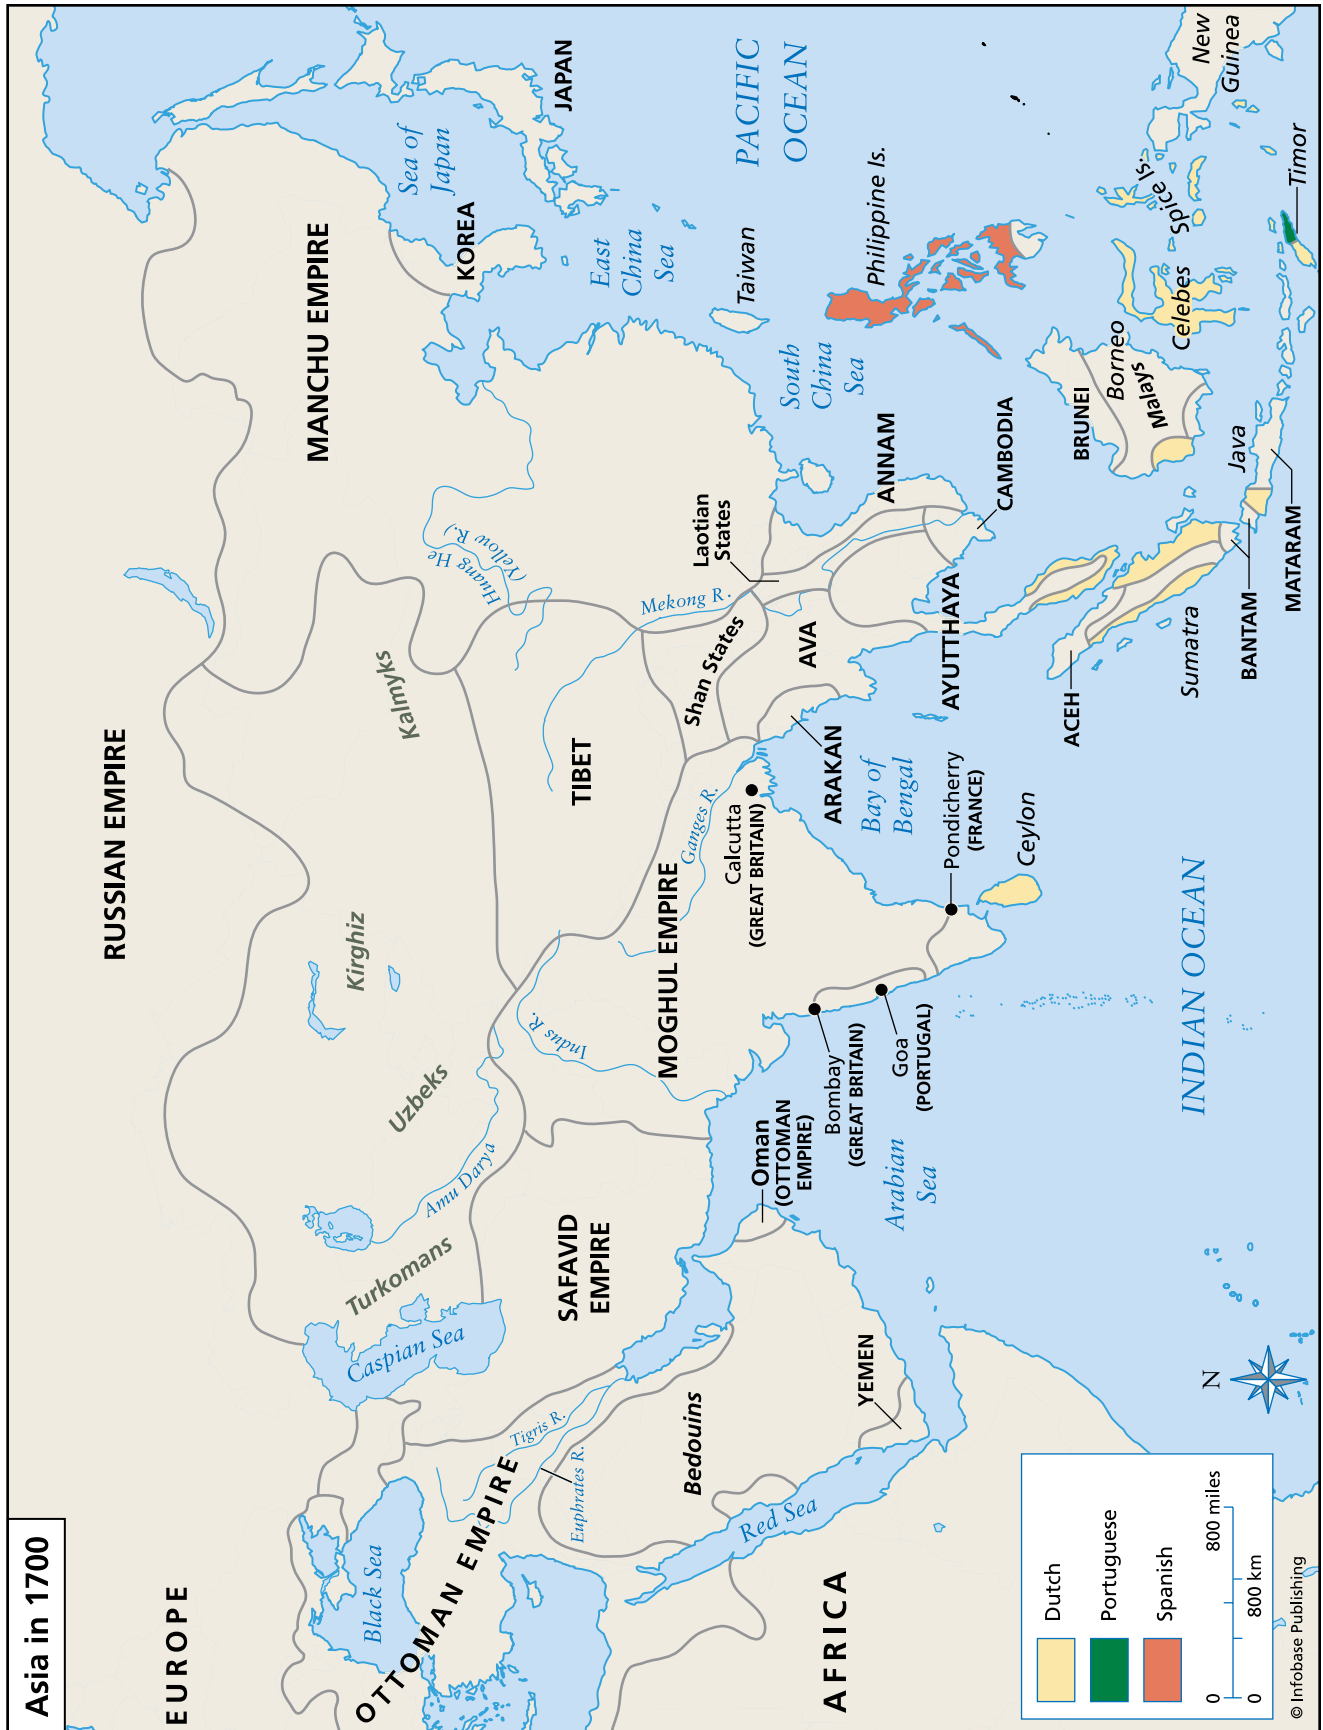 Asia in 1700
EUROPE
RUSSIAN EMPIRE
MANCHU EMPIRE
Kalmyks
Kirghiz
Uzbeks
Turkomans
Caspian Sea
Black Sea
OTTOMAN EMPIRE
Tigris R.
Euphrates R.
Amu Darya
SAFAVID
EMPIRE
Bedouins
Red Sea
YEMEN
AFRICA
Oman
(OTTOMAN
EMPIRE)
Arabian
Sea
Indus R.
MOGHUL EMPIRE
Ganges R.
TIBET
Bombay
(GREAT BRITAIN)
Goa
(PORTUGAL)
Calcutta
(GREAT BRITAIN)
Pondicherry
(FRANCE)
Ceylon
Bay of
Bengal
INDIAN OCEAN
ARAKAN
AVA
Shan States
Mekong R.
Laotian
States
Huang He
(Yellow R.)
KOREA
Sea of
Japan
JAPAN
East
China
Sea
Taiwan
PACIFIC
OCEAN
South
China
Sea
Philippine Is.
ANNAM
CAMBODIA
AYUTTHAYA
ACEH
Sumatra
BANTAM
MATARAM
Java
BRUNEI
Borneo
Malays
Celebes
Spice Is.
Timor
New
Guinea
N
Dutch
Portuguese
Spanish
0 800 miles
0 800 km
© Infobase Publishing